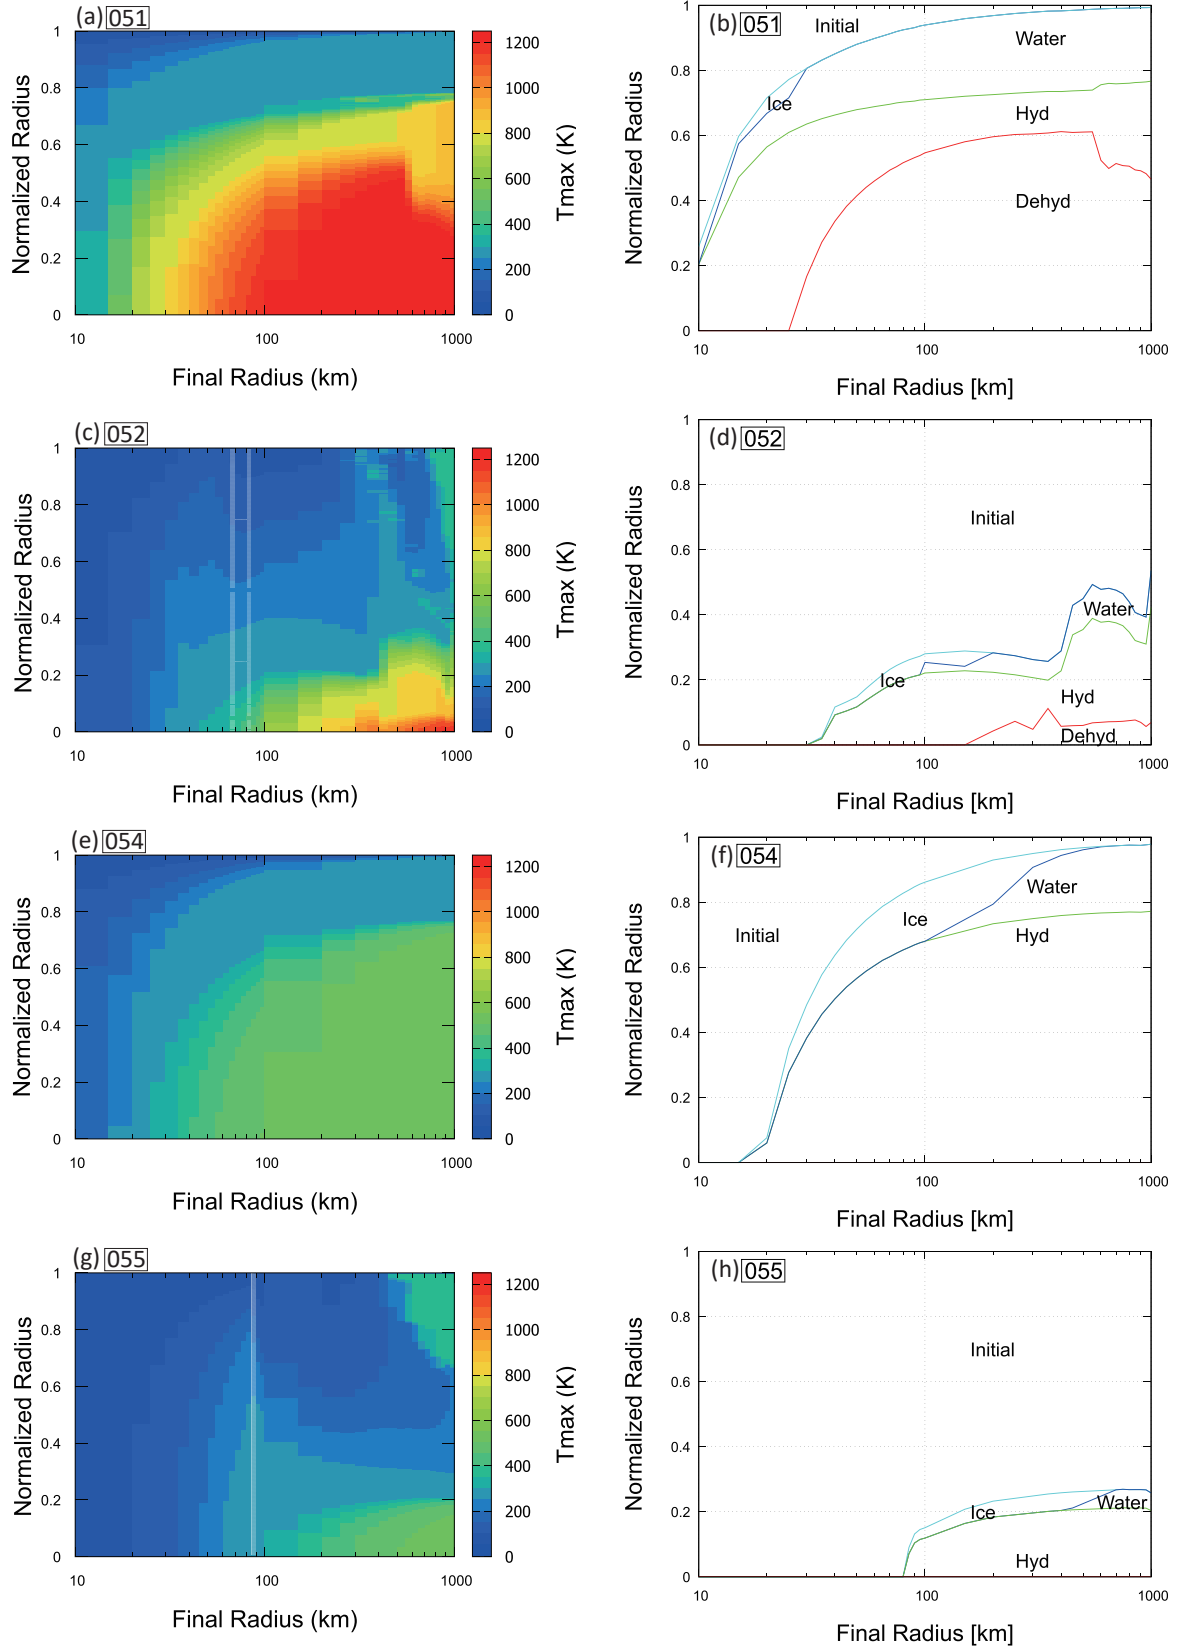 (a) 051
Normalized Radius
1
0.8
0.6
0.4
0.2
0
10
100
1000
Final Radius (km)
1200
1000
800
600
400
200
0
Tmax (K)
(b) 051
Normalized Radius
1
0.8
0.6
0.4
0.2
0
Initial
Water
Ice
Hyd
Dehyd
10
100
1000
Final Radius [km]
(c) 052
Normalized Radius
1
0.8
0.6
0.4
0.2
0
10
100
1000
Final Radius (km)
1200
1000
800
600
400
200
0
Tmax (K)
(d) 052
Normalized Radius
1
0.8
0.6
0.4
0.2
0
Initial
Water
Ice
Hyd
Dehyd
10
100
1000
Final Radius [km]
(e) 054
Normalized Radius
1
0.8
0.6
0.4
0.2
0
10
100
1000
Final Radius (km)
1200
1000
800
600
400
200
0
Tmax (K)
(f) 054
Normalized Radius
1
0.8
0.6
0.4
0.2
0
Water
Ice
Initial
Hyd
10
100
1000
Final Radius [km]
(g) 055
Normalized Radius
1
0.8
0.6
0.4
0.2
0
10
100
1000
Final Radius (km)
1200
1000
800
600
400
200
0
Tmax (K)
(h) 055
Normalized Radius
1
0.8
0.6
0.4
0.2
0
Initial
Water
Ice
Hyd
10
100
1000
Final Radius [km]